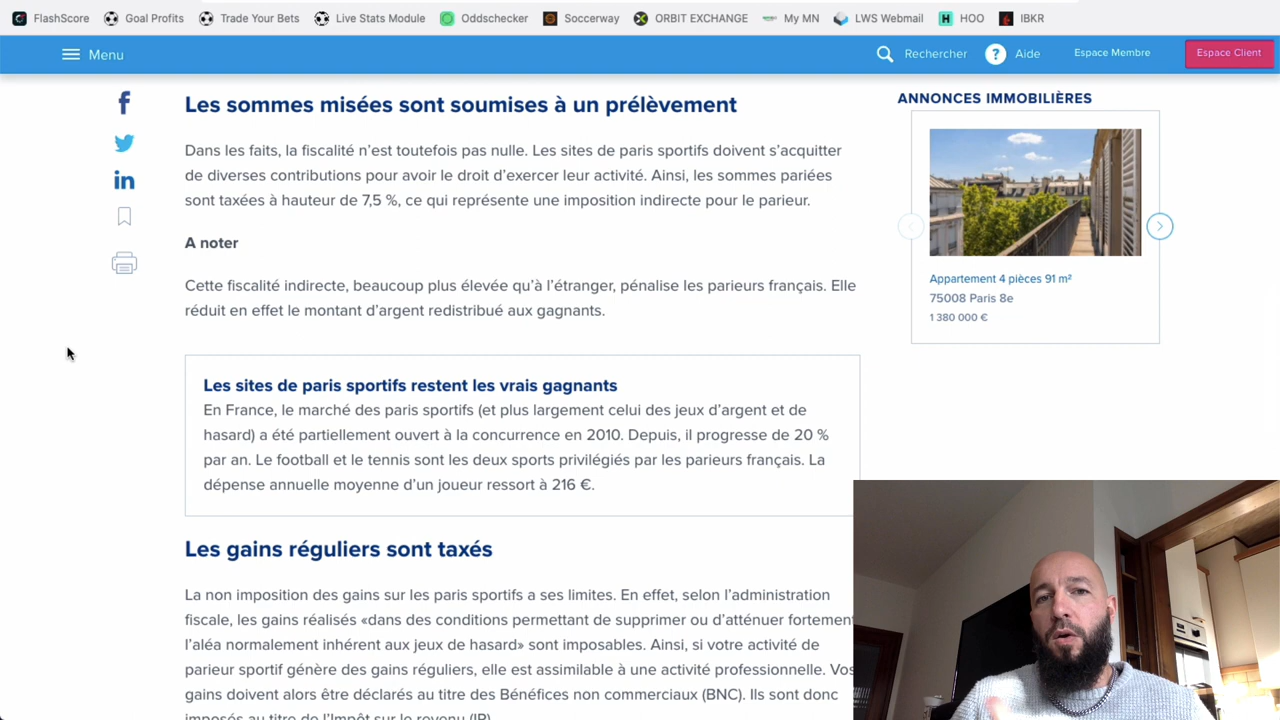 FlashScore Goal Profits Trade Your Bets Live Stats Module Oddschecker Soccerway ORBIT EXCHANGE My MN LWS Webmail HOO IBKR
Menu Rechercher Aide Espace Membre Espace Client
Les sommes misées sont soumises à un prélèvement
Dans les faits, la fiscalité n'est toutefois pas nulle. Les sites de paris sportifs doivent s'acquitter
de diverses contributions pour avoir le droit d'exercer leur activité. Ainsi, les sommes pariées
sont taxées à hauteur de 7,5 %, ce qui représente une imposition indirecte pour le parieur.
A noter
Cette fiscalité indirecte, beaucoup plus élevée qu'à l'étranger, pénalise les parieurs français. Elle
réduit en effet le montant d'argent redistribué aux gagnants.
Les sites de paris sportifs restent les vrais gagnants
En France, le marché des paris sportifs (et plus largement celui des jeux d'argent et de
hasard) a été partiellement ouvert à la concurrence en 2010. Depuis, il progresse de 20 %
par an. Le football et le tennis sont les deux sports privilégiés par les parieurs français. La
dépense annuelle moyenne d'un joueur ressort à 216 €.
Les gains réguliers sont taxés
La non imposition des gains sur les paris sportifs a ses limites. En effet, selon l'administration
fiscale, les gains réalisés «dans des conditions permettant de supprimer ou d'atténuer fortement
l'aléa normalement inhérent aux jeux de hasard» sont imposables. Ainsi, si votre activité de
parieur sportif génère des gains réguliers, elle est assimilable à une activité professionnelle. Vos
gains doivent alors être déclarés au titre des Bénéfices non commerciaux (BNC). Ils sont donc
imposés au titre de l'Impôt sur le revenu (IR)
ANNONCES IMMOBILIÈRES
Appartement 4 pièces 91 m²
75008 Paris 8e
1 380 000 €